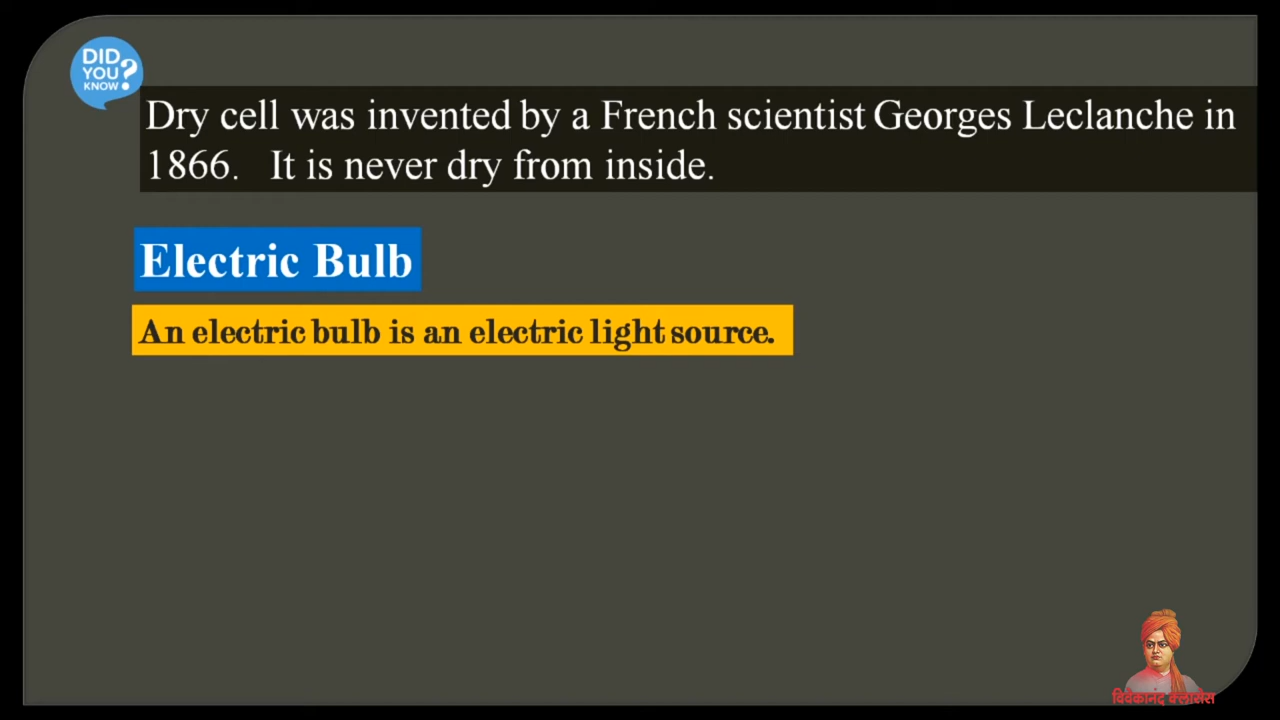 DID
YOU
KNOW?
Dry cell was invented by a French scientist Georges Leclanche in
1866. It is never dry from inside.
Electric Bulb
An electric bulb is an electric light source.
विवेकानंद क्लासेस